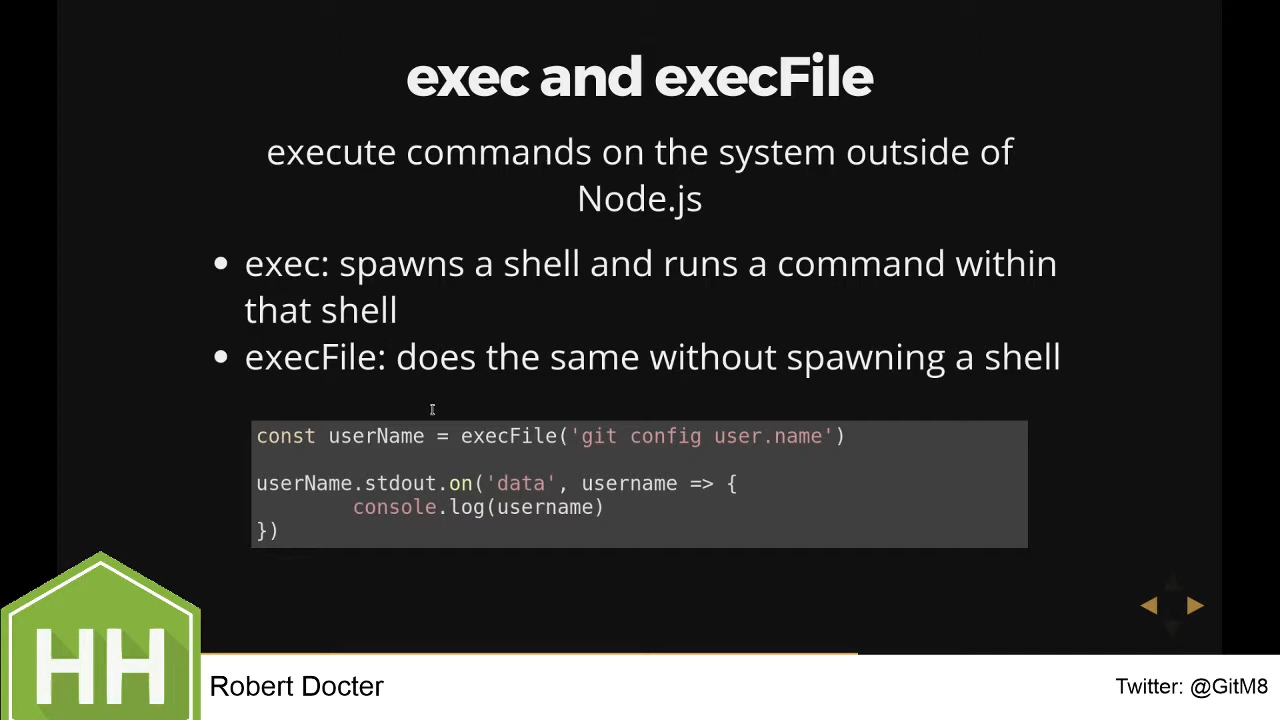 exec and execFile
execute commands on the system outside of
Node.js
• exec: spawns a shell and runs a command within
that shell
• execFile: does the same without spawning a shell
const userName = execFile('git config user.name')
userName.stdout.on('data', username => {
        console.log(username)
})
HH
Robert Docter
Twitter: @GitM8